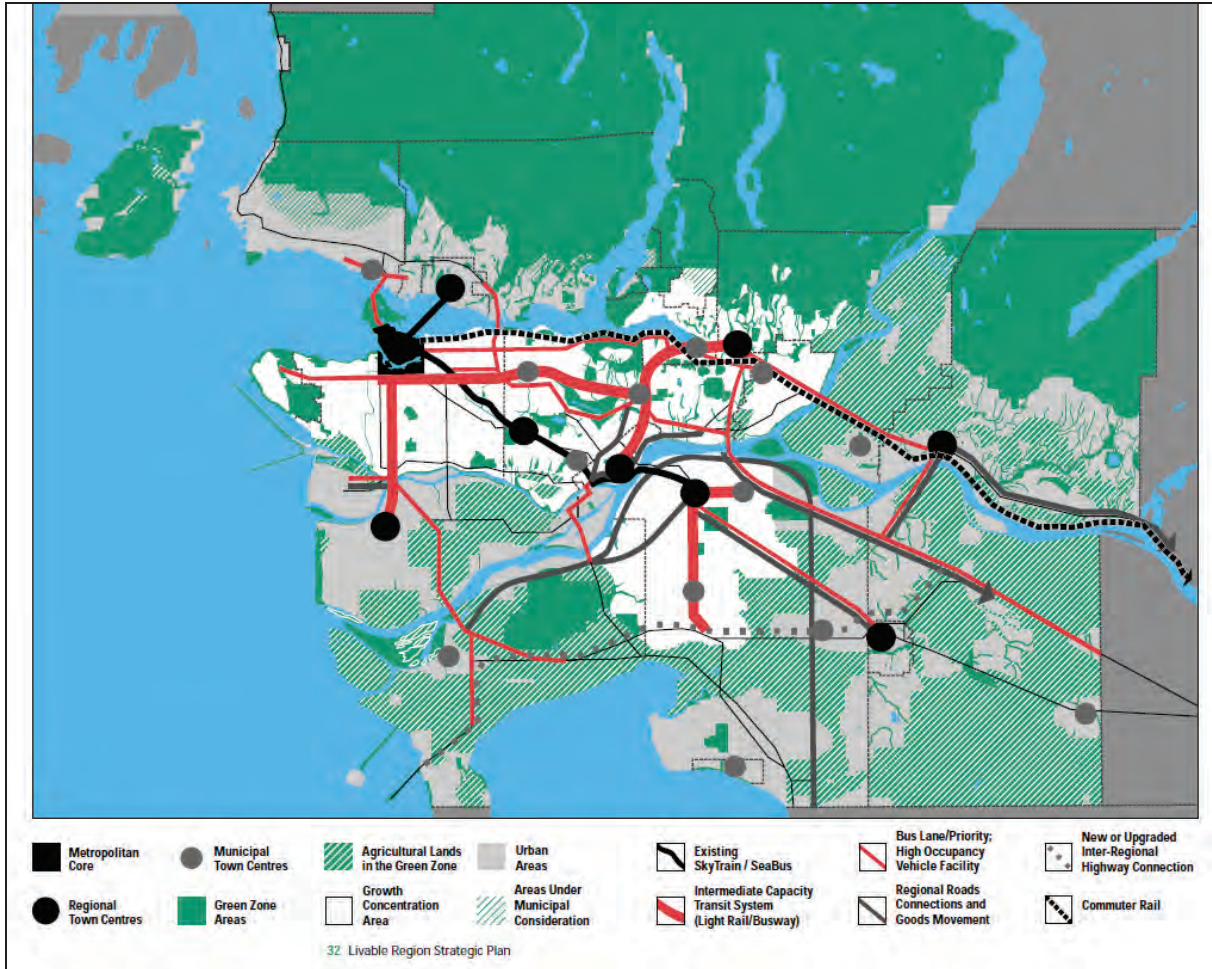 Metropolitan
Core
Municipal
Town Centres
Agricultural Lands
in the Green Zone
Urban
Areas
Existing
SkyTrain / SeaBus
Bus Lane/Priority;
High Occupancy
Vehicle Facility
New or Upgraded
Inter-Regional
Highway Connection
Regional
Town Centres
Green Zone
Areas
Growth
Concentration
Area
Areas Under
Municipal
Consideration
Intermediate Capacity
Transit System
(Light Rail/Busway)
Regional Roads
Connections and
Goods Movement
Commuter Rail
32 Livable Region Strategic Plan